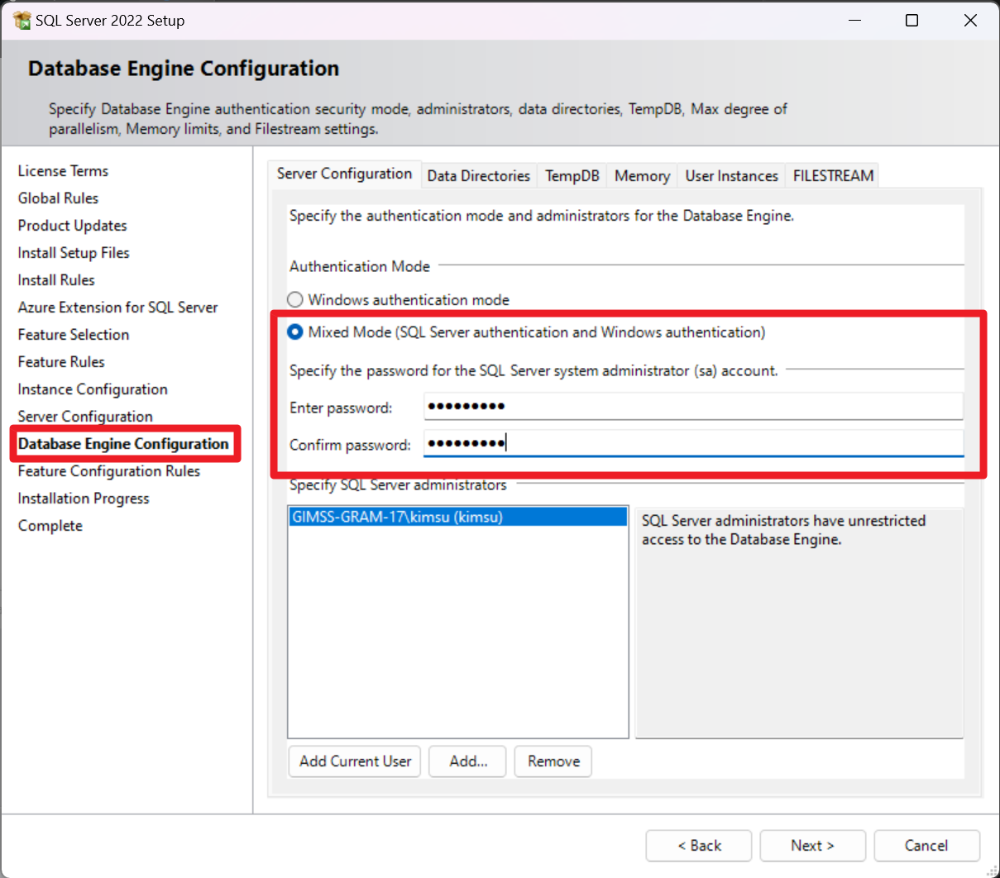 SQL Server 2022 Setup
Database Engine Configuration
Specify Database Engine authentication security mode, administrators, data directories, TempDB, Max degree of
parallelism, Memory limits, and Filestream settings.
License Terms
Global Rules
Product Updates
Install Setup Files
Install Rules
Azure Extension for SQL Server
Feature Selection
Feature Rules
Instance Configuration
Server Configuration
Database Engine Configuration
Feature Configuration Rules
Installation Progress
Complete
Server Configuration Data Directories TempDB Memory User Instances FILESTREAM
Specify the authentication mode and administrators for the Database Engine.
Authentication Mode
Windows authentication mode
Mixed Mode (SQL Server authentication and Windows authentication)
Specify the password for the SQL Server system administrator (sa) account.
Enter password: •••••••••
Confirm password: •••••••••
Specify SQL Server administrators
GIMSS-GRAM-17\kimsu (kimsu)
SQL Server administrators have unrestricted
access to the Database Engine.
Add Current User Add... Remove
< Back Next > Cancel